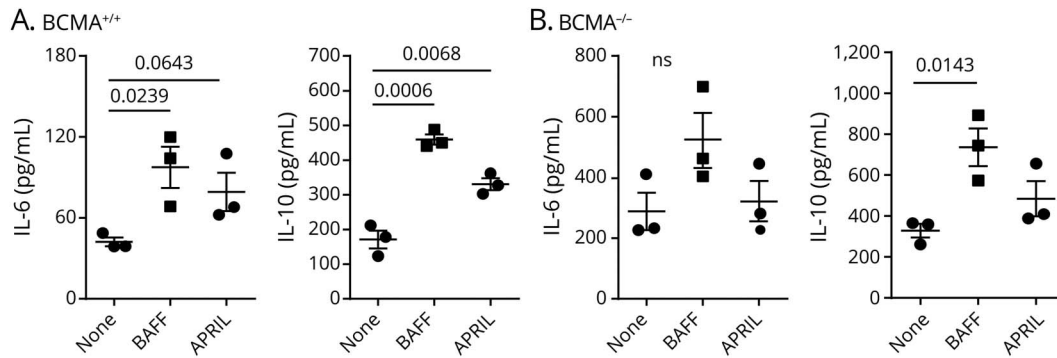 A. BCMA+/+
IL-6 (pg/mL)
180
120
60
0
0.0643
0.0239
None
BAFF
APRIL
IL-10 (pg/mL)
700
600
500
400
300
200
100
0
0.0068
0.0006
None
BAFF
APRIL
B. BCMA−/−
IL-6 (pg/mL)
800
600
400
200
0
ns
None
BAFF
APRIL
IL-10 (pg/mL)
1,200
1,000
800
600
400
200
0
0.0143
None
BAFF
APRIL